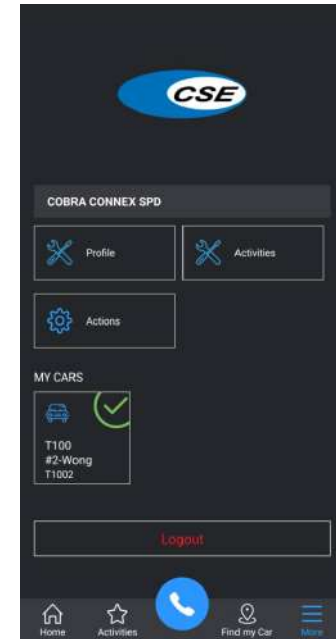 CSE
COBRA CONNEX SPD
Profile
Activities
Actions
MY CARS
T100
#2-Wong
T1002
Logout
Home
Activities
Find my Car
More